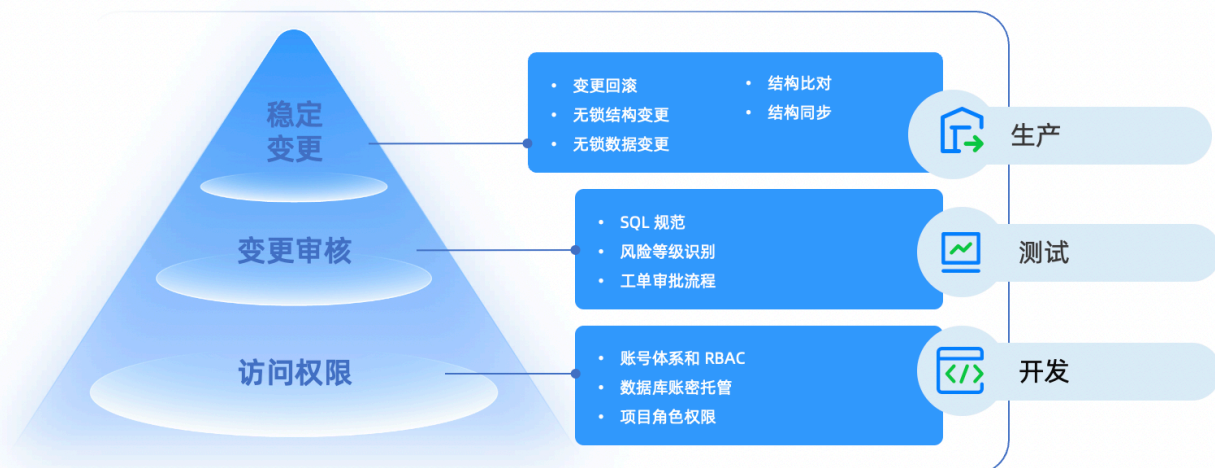 稳定
变更
变更回滚
无锁结构变更
无锁数据变更
结构比对
结构同步
生产
变更审核
SQL 规范
风险等级识别
工单审批流程
测试
访问权限
账号体系和 RBAC
数据库账密托管
项目角色权限
开发